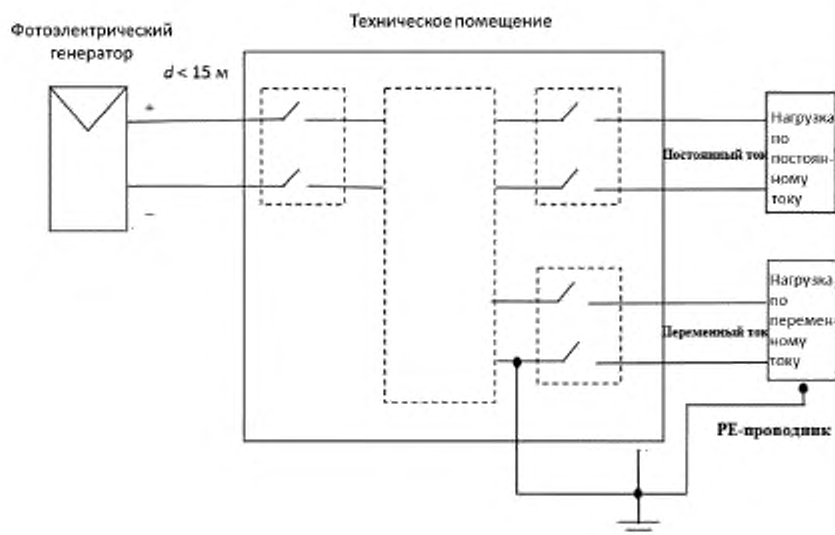 Техническое помещение
Фотоэлектрический
генератор
d < 15 м
+
−
Нагрузка
по
постоян-
ному
току
Постоянный ток
Нагрузка
по
перемен-
ному
току
Переменный ток
PE-проводник